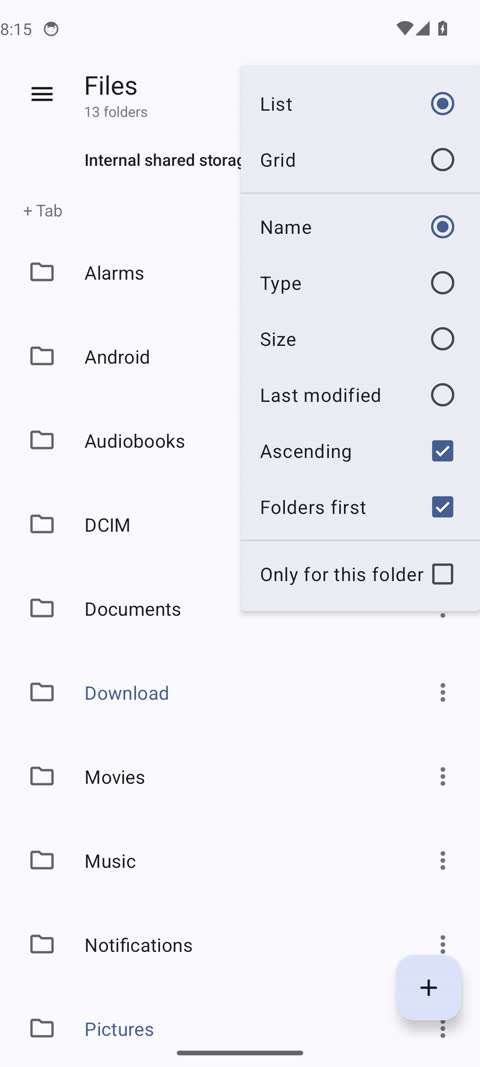 8:15
Files
13 folders
Internal shared storag
+ Tab
List
Grid
Name
Type
Size
Last modified
Ascending
Folders first
Only for this folder
Alarms
Android
Audiobooks
DCIM
Documents
Download
Movies
Music
Notifications
Pictures